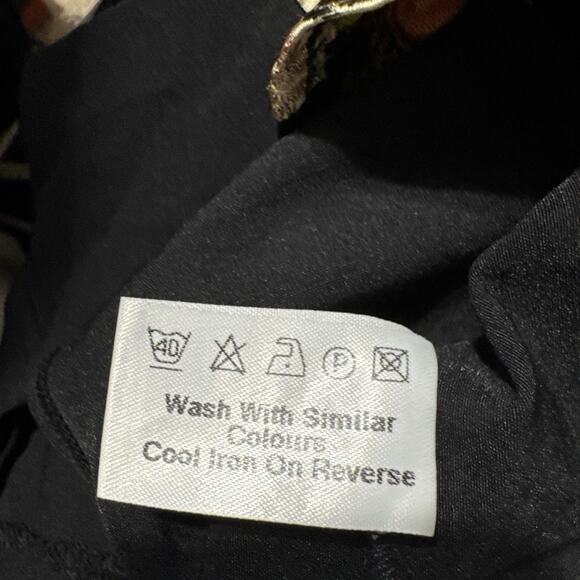 40 P
Wash With Similar
Colours
Cool Iron On Reverse